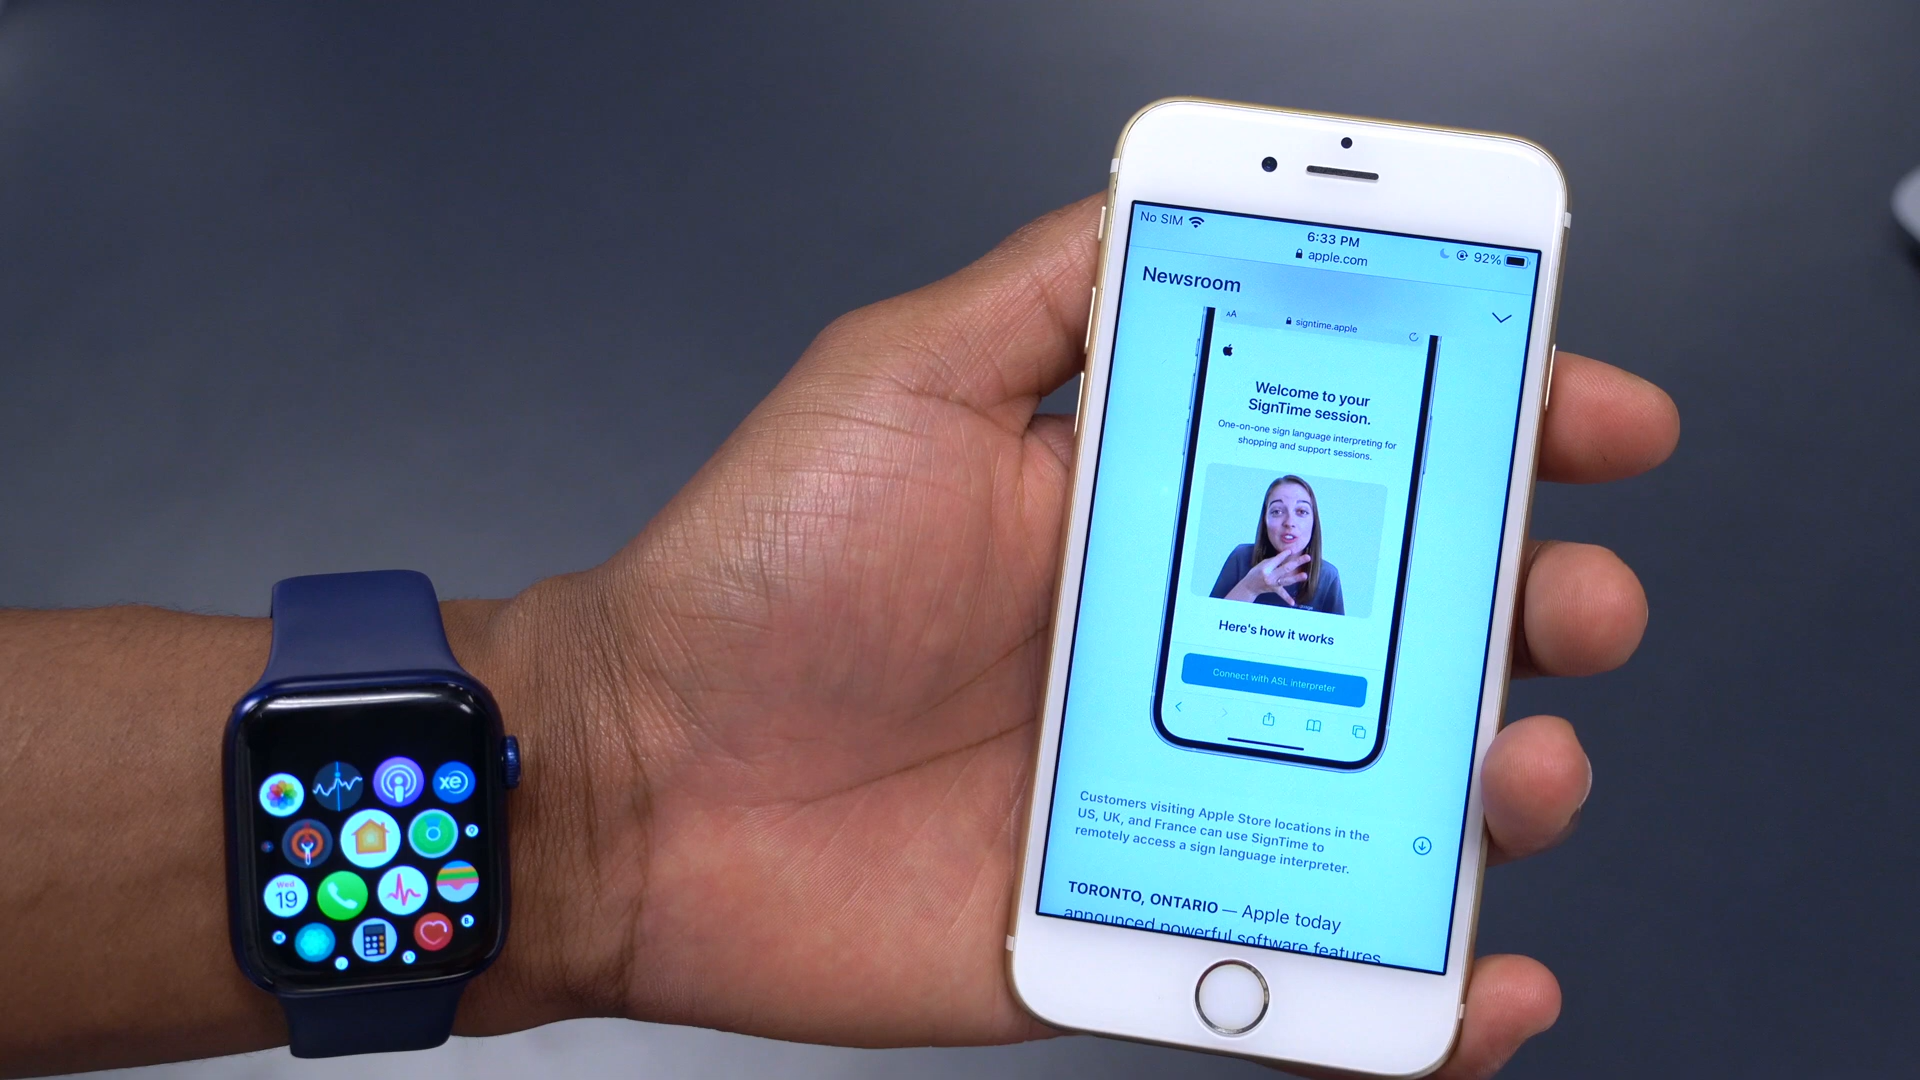 No SIM
6:33 PM
92%
apple.com
Newsroom
AA
signtime.apple
Welcome to your
SignTime session.
One-on-one sign language interpreting for
shopping and support sessions.
Here's how it works
Connect with ASL interpreter
Customers visiting Apple Store locations in the
US, UK, and France can use SignTime to
remotely access a sign language interpreter.
TORONTO, ONTARIO — Apple today
announced powerful software features
xe
Wed
19